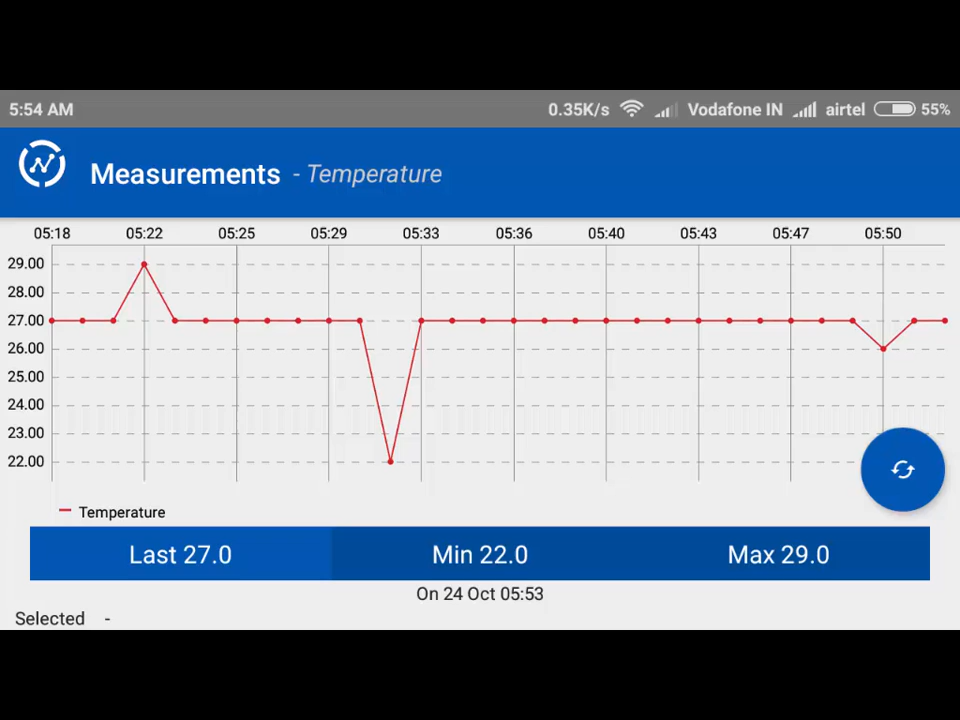 5:54 AM 0.35K/s Vodafone IN airtel 55%
Measurements - Temperature
05:18 05:22 05:25 05:29 05:33 05:36 05:40 05:43 05:47 05:50
29.00
28.00
27.00
26.00
25.00
24.00
23.00
22.00
Temperature
Last 27.0 Min 22.0 Max 29.0
On 24 Oct 05:53
Selected -